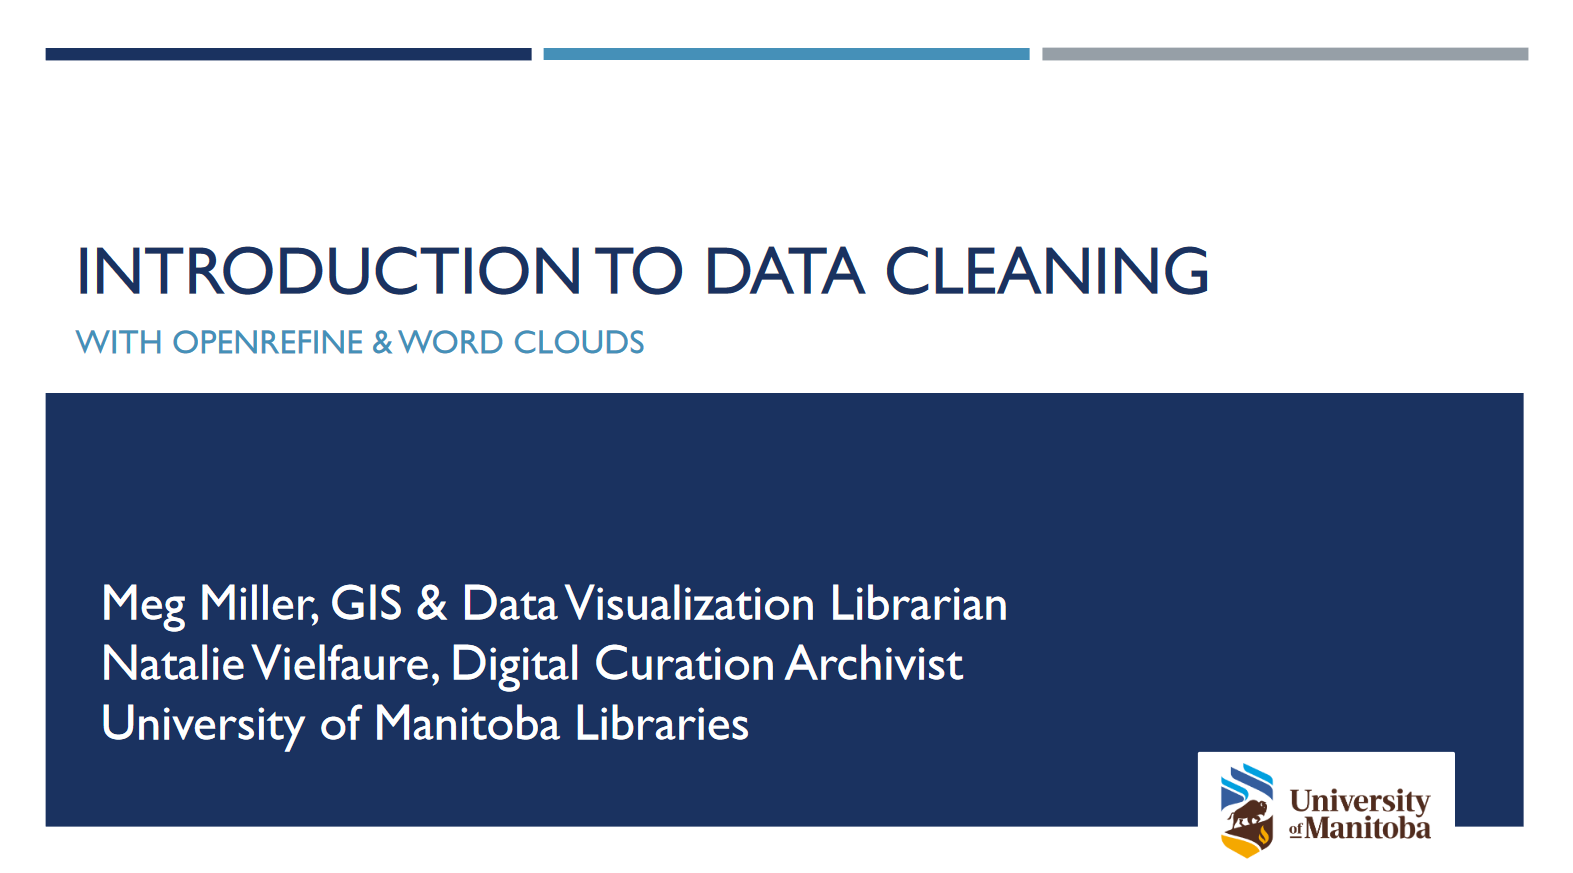 INTRODUCTION TO DATA CLEANING
WITH OPENREFINE & WORD CLOUDS
Meg Miller, GIS & Data Visualization Librarian
Natalie Vielfaure, Digital Curation Archivist
University of Manitoba Libraries
University
of Manitoba